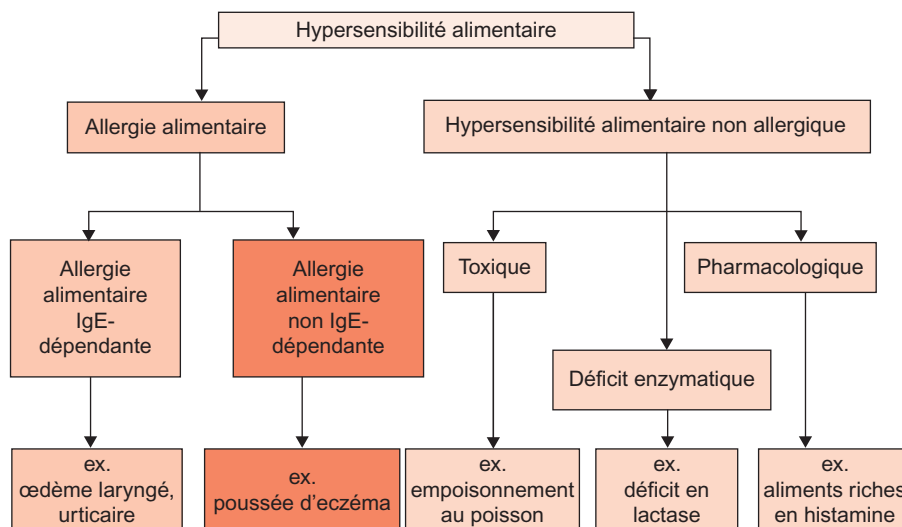 Hypersensibilité alimentaire
Allergie alimentaire
Hypersensibilité alimentaire non allergique
Allergie
alimentaire
IgE-
dépendante
Allergie
alimentaire
non IgE-
dépendante
Toxique
Pharmacologique
Déficit enzymatique
ex.
œdème laryngé,
urticaire
ex.
poussée d'eczéma
ex.
empoisonnement
au poisson
ex.
déficit en
lactase
ex.
aliments riches
en histamine